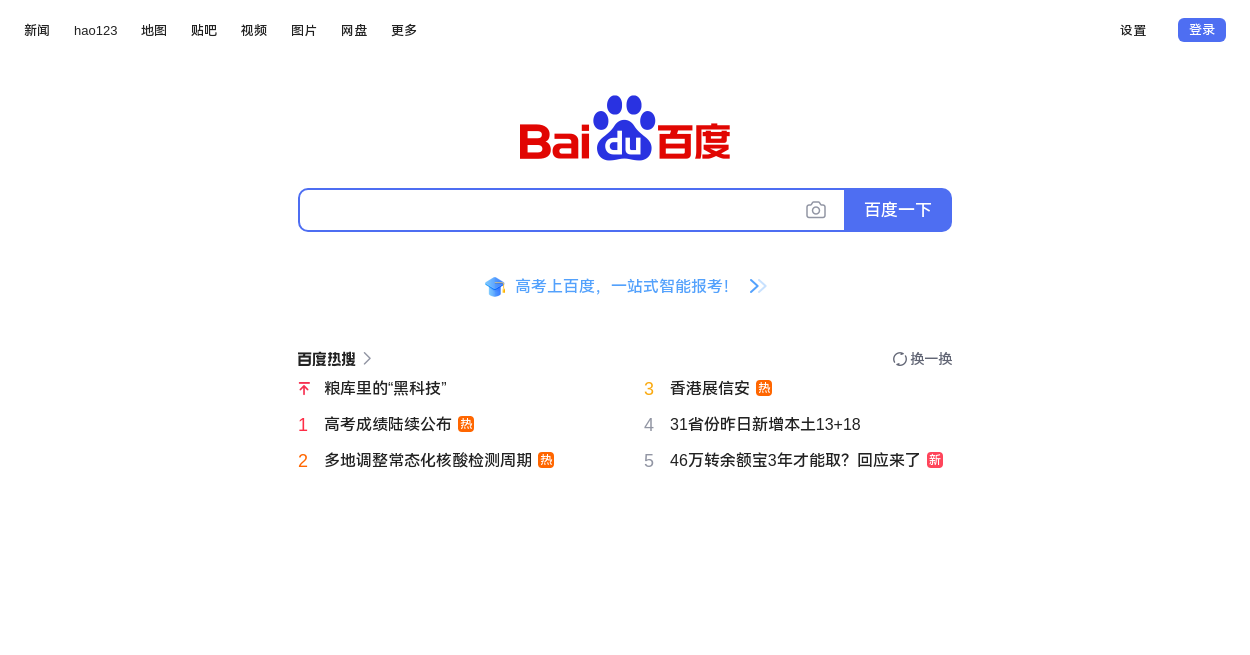 新闻 hao123 地图 贴吧 视频 图片 网盘 更多 设置 登录
Bai du 百度
百度一下
高考上百度，一站式智能报考！
百度热搜 换一换
粮库里的“黑科技”
1 高考成绩陆续公布 热
2 多地调整常态化核酸检测周期 热
3 香港展信安 热
4 31省份昨日新增本土13+18
5 46万转余额宝3年才能取？回应来了 新